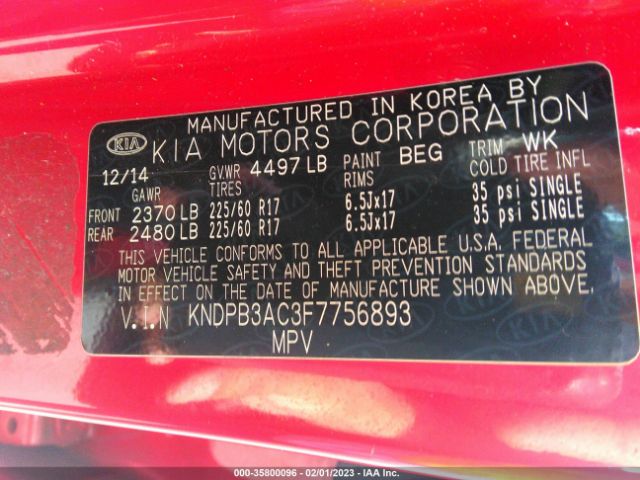 MANUFACTURED IN KOREA BY
KIA KIA MOTORS CORPORATION
12/14 GVWR 4497 LB PAINT BEG TRIM WK
GAWR TIRES RIMS COLD TIRE INFL
FRONT 2370 LB 225/60 R17 6.5Jx17 35 psi SINGLE
REAR 2480 LB 225/60 R17 6.5Jx17 35 psi SINGLE
THIS VEHICLE CONFORMS TO ALL APPLICABLE U.S.A. FEDERAL
MOTOR VEHICLE SAFETY AND THEFT PREVENTION STANDARDS
IN EFFECT ON THE DATE OF MANUFACTURE SHOWN ABOVE.
V.I.N KNDPB3AC3F7756893
MPV
000-35800096 - 02/01/2023 - IAA Inc.